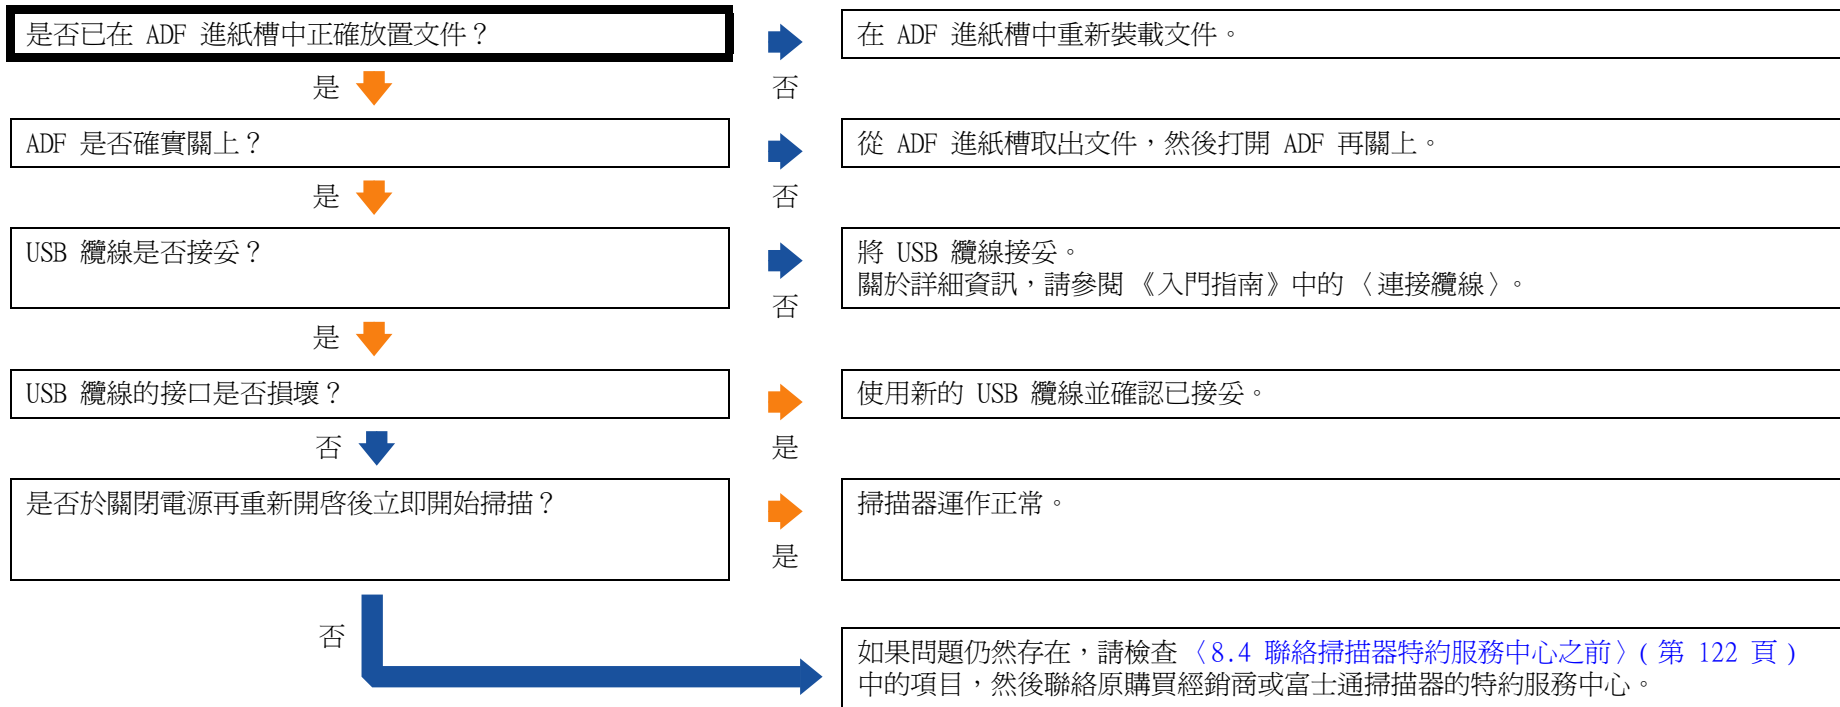 是否已在 ADF 進紙槽中正確放置文件？
在 ADF 進紙槽中重新裝載文件。
是
否
ADF 是否確實關上？
從 ADF 進紙槽取出文件，然後打開 ADF 再關上。
是
否
USB 纜線是否接妥？
將 USB 纜線接妥。
關於詳細資訊，請參閱 《入門指南》中的 〈連接纜線〉。
否
是
USB 纜線的接口是否損壞？
使用新的 USB 纜線並確認已接妥。
否
是
是否於關閉電源再重新開啓後立即開始掃描？
掃描器運作正常。
是
否
如果問題仍然存在，請檢查 〈8.4 聯絡掃描器特約服務中心之前〉( 第 122 頁 )
中的項目，然後聯絡原購買經銷商或富士通掃描器的特約服務中心。